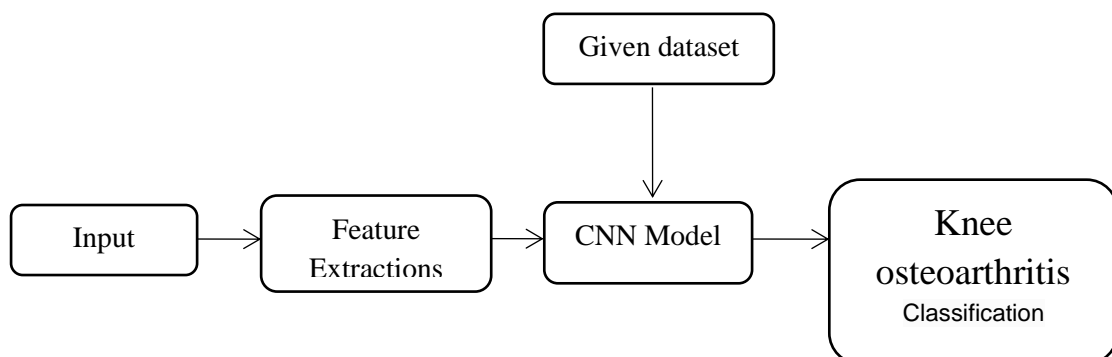 Given dataset
Input
Feature
Extractions
CNN Model
Knee
osteoarthritis
Classification